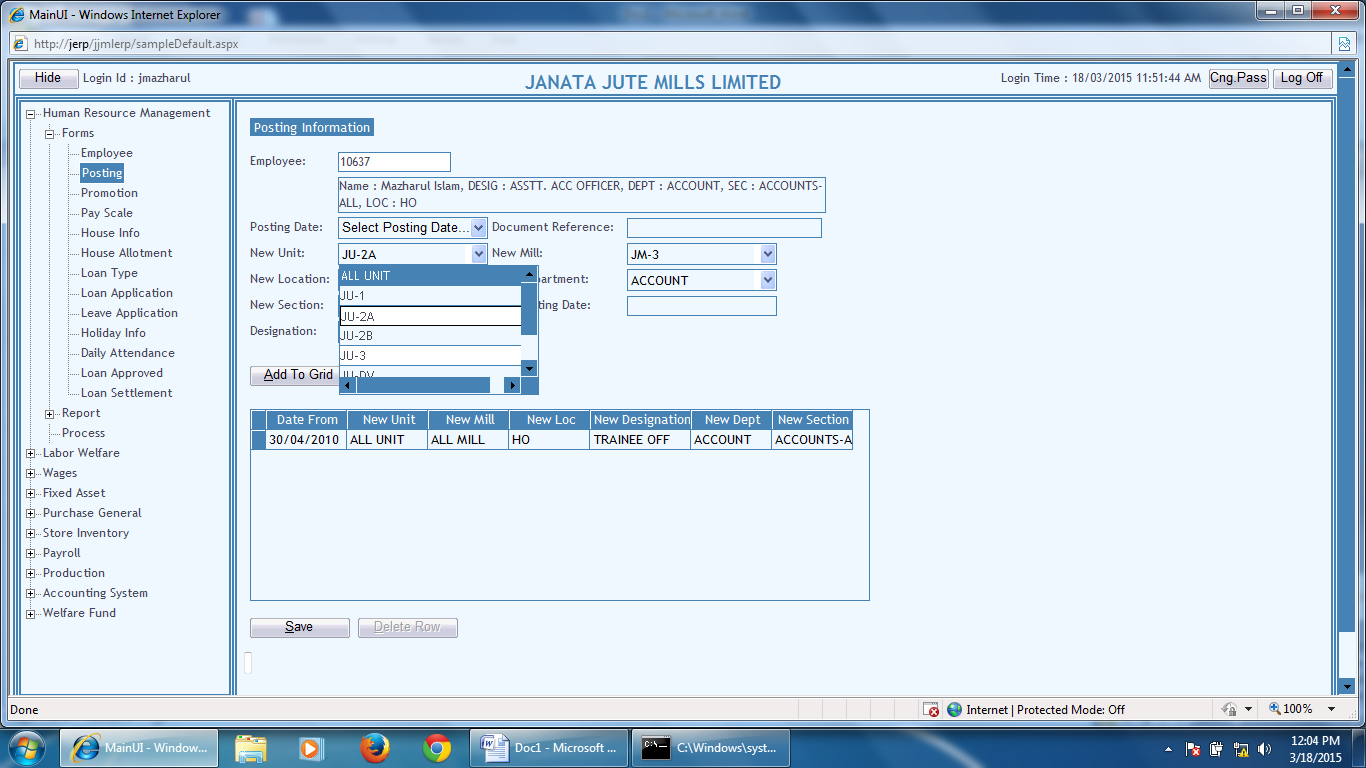 MainUI - Windows Internet Explorer
http://jerp/jjmlerp/sampleDefault.aspx
Hide Login Id : jmazharul JANATA JUTE MILLS LIMITED Login Time : 18/03/2015 11:51:44 AM Cng.Pass Log Off
Human Resource Management
Forms
Employee
Posting
Promotion
Pay Scale
House Info
House Allotment
Loan Type
Loan Application
Leave Application
Holiday Info
Daily Attendance
Loan Approved
Loan Settlement
Report
Process
Labor Welfare
Wages
Fixed Asset
Purchase General
Store Inventory
Payroll
Production
Accounting System
Welfare Fund
Posting Information
Employee: 10637
Name : Mazharul Islam, DESIG : ASSTT. ACC OFFICER, DEPT : ACCOUNT, SEC : ACCOUNTS-
ALL, LOC : HO
Posting Date: Select Posting Date... Document Reference:
New Unit: JU-2A New Mill: JM-3
New Location: artment: ACCOUNT
New Section: ting Date:
Designation:
ALL UNIT
JU-1
JU-2A
JU-2B
JU-3
JU-DV
Add To Grid
Date From New Unit New Mill New Loc New Designation New Dept New Section
30/04/2010 ALL UNIT ALL MILL HO TRAINEE OFF ACCOUNT ACCOUNTS-A
Save Delete Row
Done Internet | Protected Mode: Off 100%
MainUI - Window... Doc1 - Microsoft ... C:\Windows\syst... 12:04 PM
3/18/2015